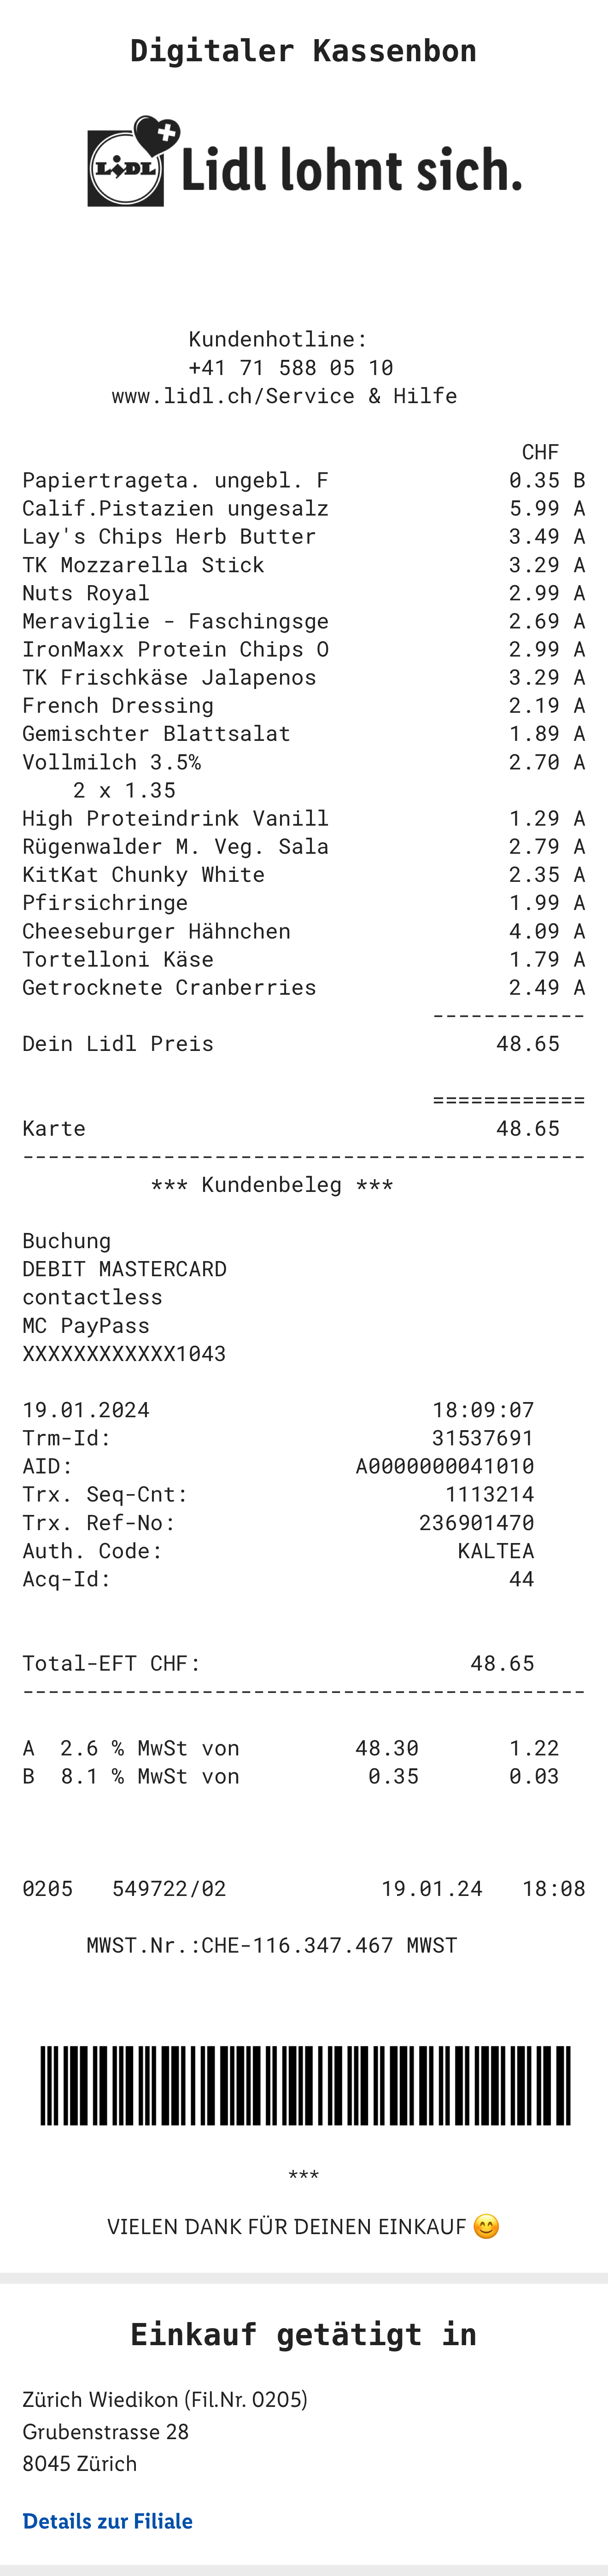 Digitaler Kassenbon
LIDL
Lidl lohnt sich.
Kundenhotline:
+41 71 588 05 10
www.lidl.ch/Service & Hilfe
CHF
Papiertrageta. ungebl. F 0.35 B
Calif.Pistazien ungesalz 5.99 A
Lay's Chips Herb Butter 3.49 A
TK Mozzarella Stick 3.29 A
Nuts Royal 2.99 A
Meraviglie - Faschingsge 2.69 A
IronMaxx Protein Chips O 2.99 A
TK Frischkäse Jalapenos 3.29 A
French Dressing 2.19 A
Gemischter Blattsalat 1.89 A
Vollmilch 3.5% 2.70 A
2 x 1.35
High Proteindrink Vanill 1.29 A
Rügenwalder M. Veg. Sala 2.79 A
KitKat Chunky White 2.35 A
Pfirsichringe 1.99 A
Cheeseburger Hähnchen 4.09 A
Tortelloni Käse 1.79 A
Getrocknete Cranberries 2.49 A
------------
Dein Lidl Preis 48.65
============
Karte 48.65
--------------------------------------------
*** Kundenbeleg ***
Buchung
DEBIT MASTERCARD
contactless
MC PayPass
XXXXXXXXXXXX1043
19.01.2024 18:09:07
Trm-Id: 31537691
AID: A0000000041010
Trx. Seq-Cnt: 1113214
Trx. Ref-No: 236901470
Auth. Code: KALTEA
Acq-Id: 44
Total-EFT CHF: 48.65
--------------------------------------------
A 2.6 % MwSt von 48.30 1.22
B 8.1 % MwSt von 0.35 0.03
0205 549722/02 19.01.24 18:08
MWST.Nr.:CHE-116.347.467 MWST
***
VIELEN DANK FÜR DEINEN EINKAUF 😊
Einkauf getätigt in
Zürich Wiedikon (Fil.Nr. 0205)
Grubenstrasse 28
8045 Zürich
Details zur Filiale